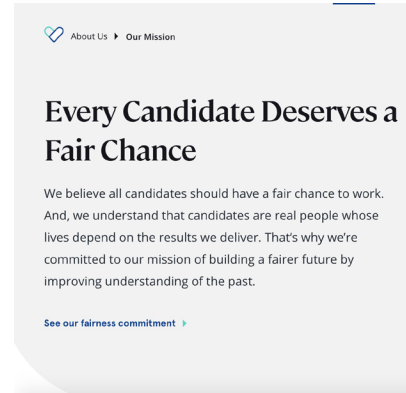 About Us Our Mission
Every Candidate Deserves a
Fair Chance
We believe all candidates should have a fair chance to work.
And, we understand that candidates are real people whose
lives depend on the results we deliver. That's why we're
committed to our mission of building a fairer future by
improving understanding of the past.
See our fairness commitment